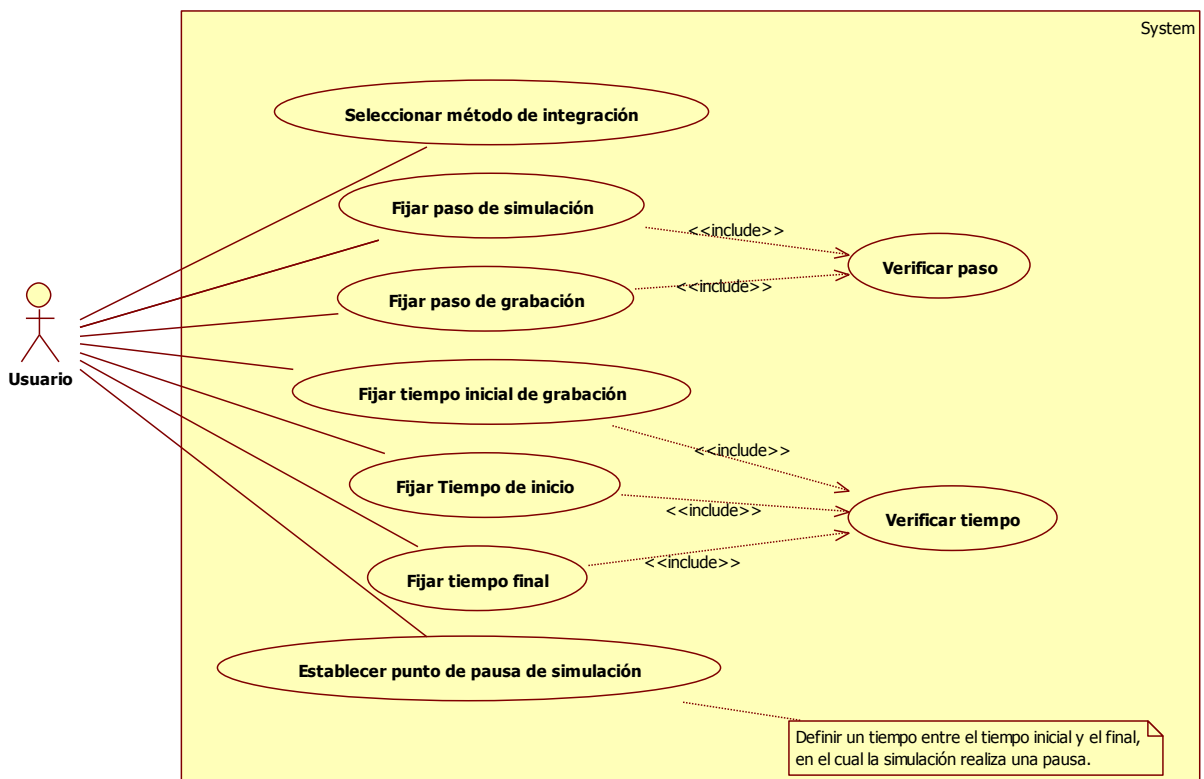 System
Seleccionar método de integración
Fijar paso de simulación
<<include>>
Verificar paso
Fijar paso de grabación
<<include>>
Usuario
Fijar tiempo inicial de grabación
<<include>>
Fijar Tiempo de inicio
<<include>>
Verificar tiempo
Fijar tiempo final
<<include>>
Establecer punto de pausa de simulación
Definir un tiempo entre el tiempo inicial y el final,
en el cual la simulación realiza una pausa.